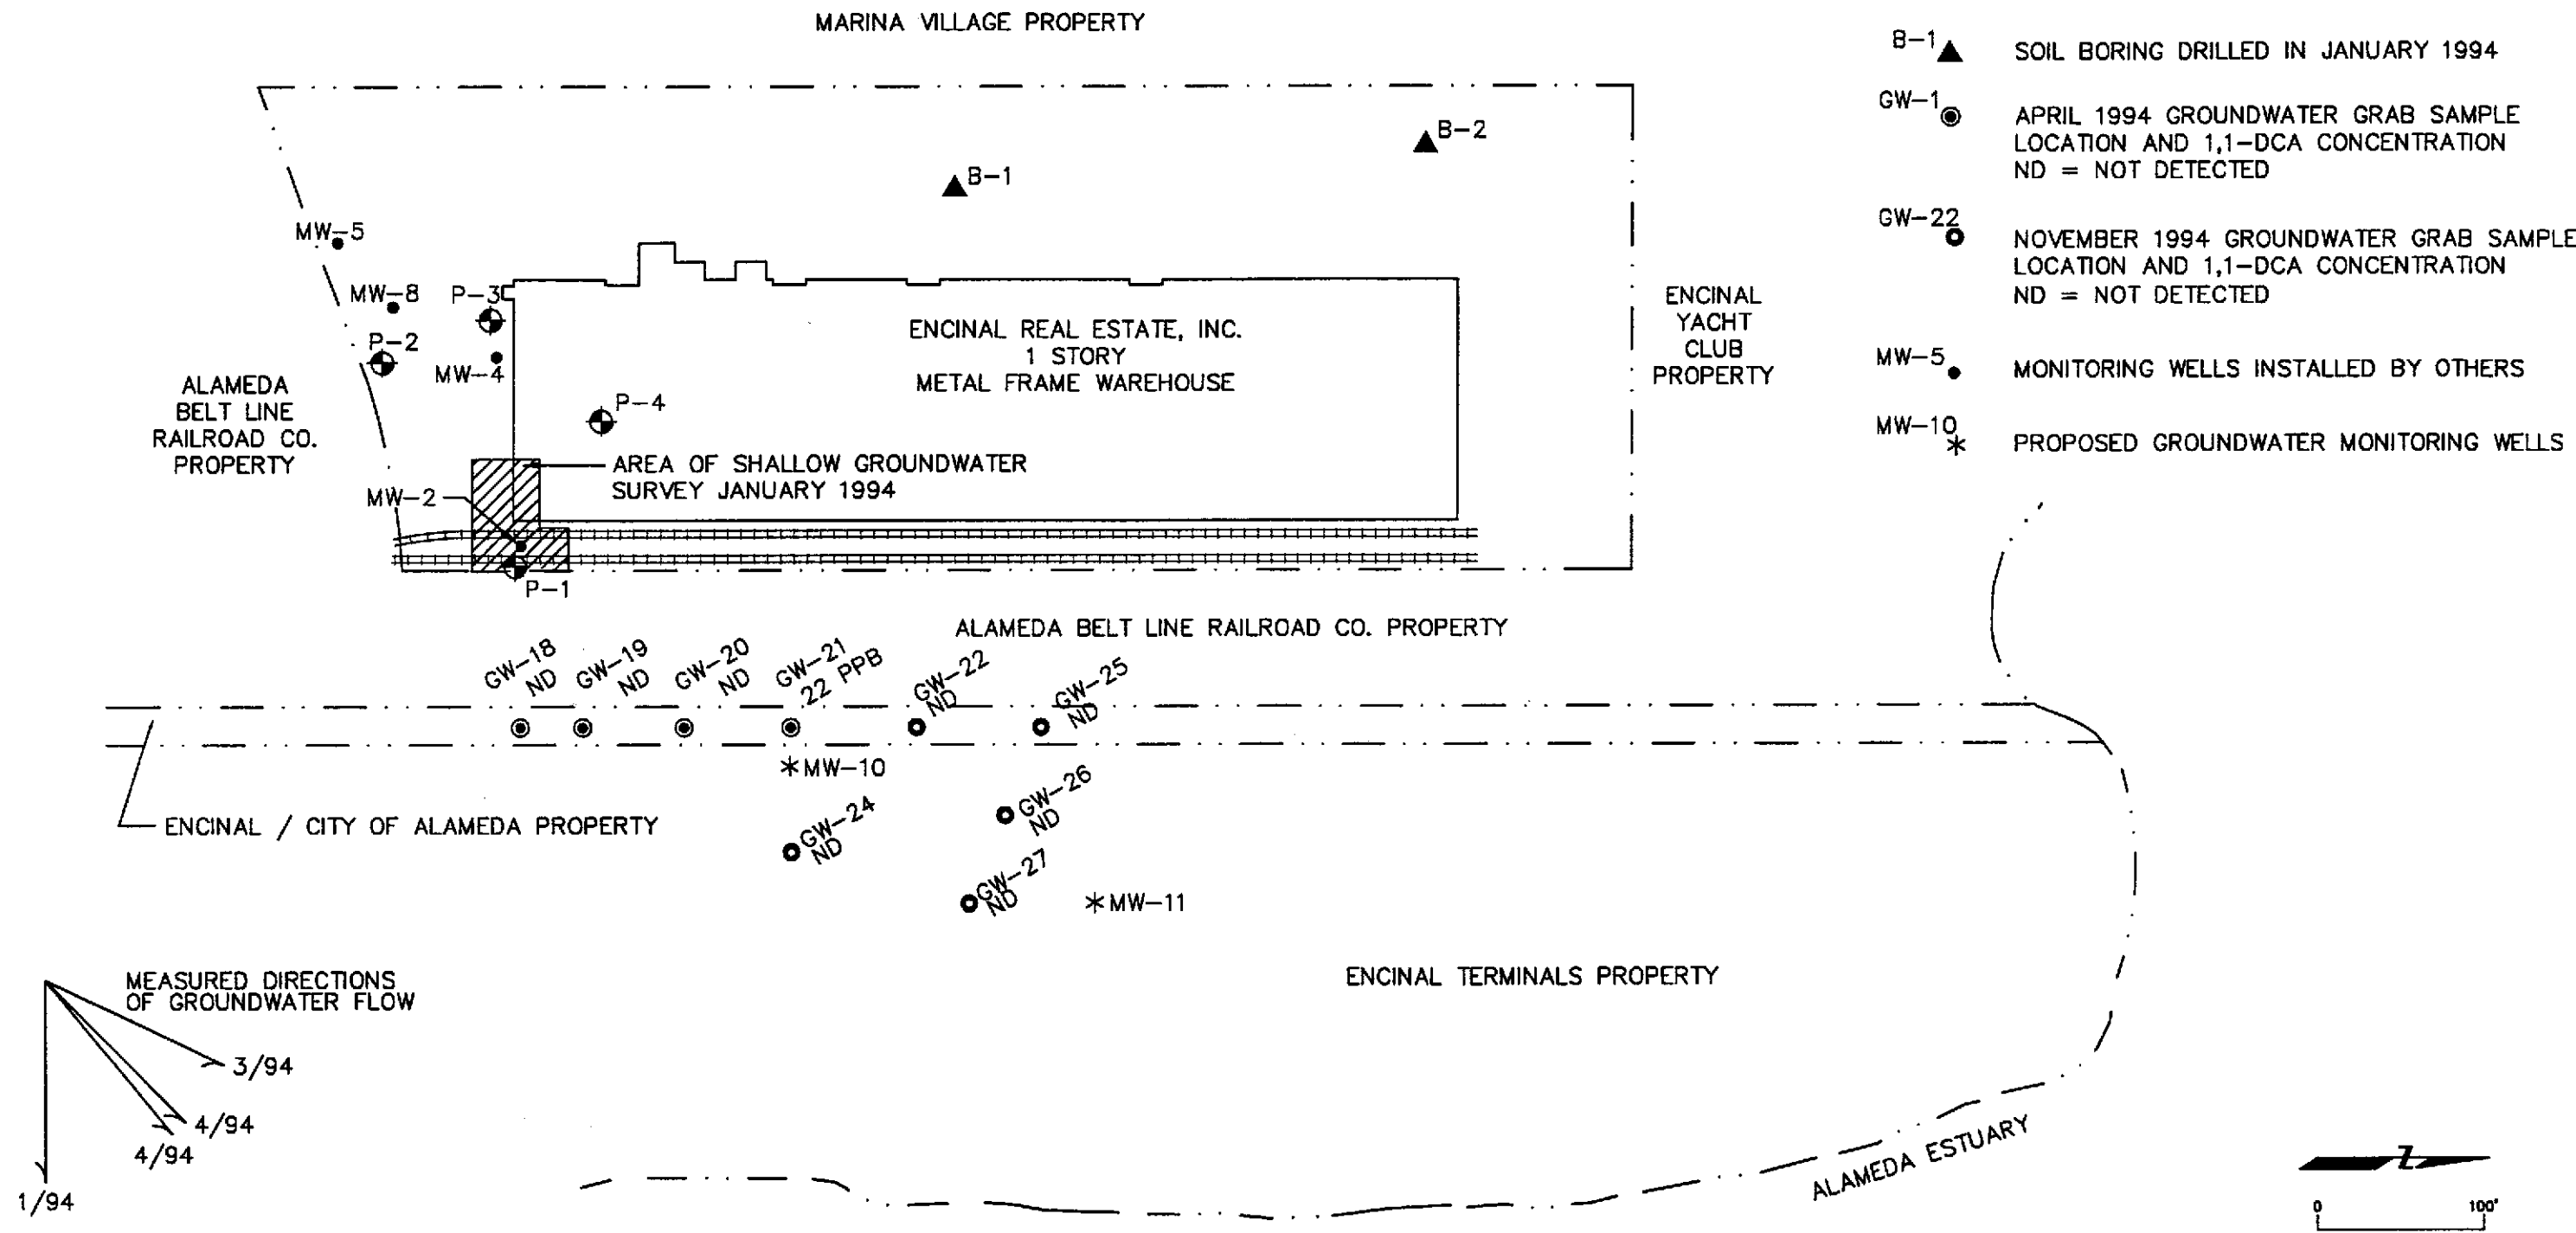 MARINA VILLAGE PROPERTY
B-1
SOIL BORING DRILLED IN JANUARY 1994
GW-1
APRIL 1994 GROUNDWATER GRAB SAMPLE
LOCATION AND 1,1-DCA CONCENTRATION
ND = NOT DETECTED
GW-22
NOVEMBER 1994 GROUNDWATER GRAB SAMPLE
LOCATION AND 1,1-DCA CONCENTRATION
ND = NOT DETECTED
MW-5
MONITORING WELLS INSTALLED BY OTHERS
MW-10
PROPOSED GROUNDWATER MONITORING WELLS
B-2
B-1
MW-5
MW-8
P-3
P-2
MW-4
P-4
ENCINAL REAL ESTATE, INC.
1 STORY
METAL FRAME WAREHOUSE
ENCINAL
YACHT
CLUB
PROPERTY
ALAMEDA
BELT LINE
RAILROAD CO.
PROPERTY
AREA OF SHALLOW GROUNDWATER
SURVEY JANUARY 1994
MW-2
P-1
ALAMEDA BELT LINE RAILROAD CO. PROPERTY
GW-18
ND
GW-19
ND
GW-20
ND
GW-21
22 PPB
GW-22
ND
GW-25
ND
MW-10
ENCINAL / CITY OF ALAMEDA PROPERTY
GW-24
ND
GW-26
ND
GW-27
ND
MW-11
ENCINAL TERMINALS PROPERTY
MEASURED DIRECTIONS
OF GROUNDWATER FLOW
3/94
4/94
4/94
1/94
ALAMEDA ESTUARY
Z
0 100'